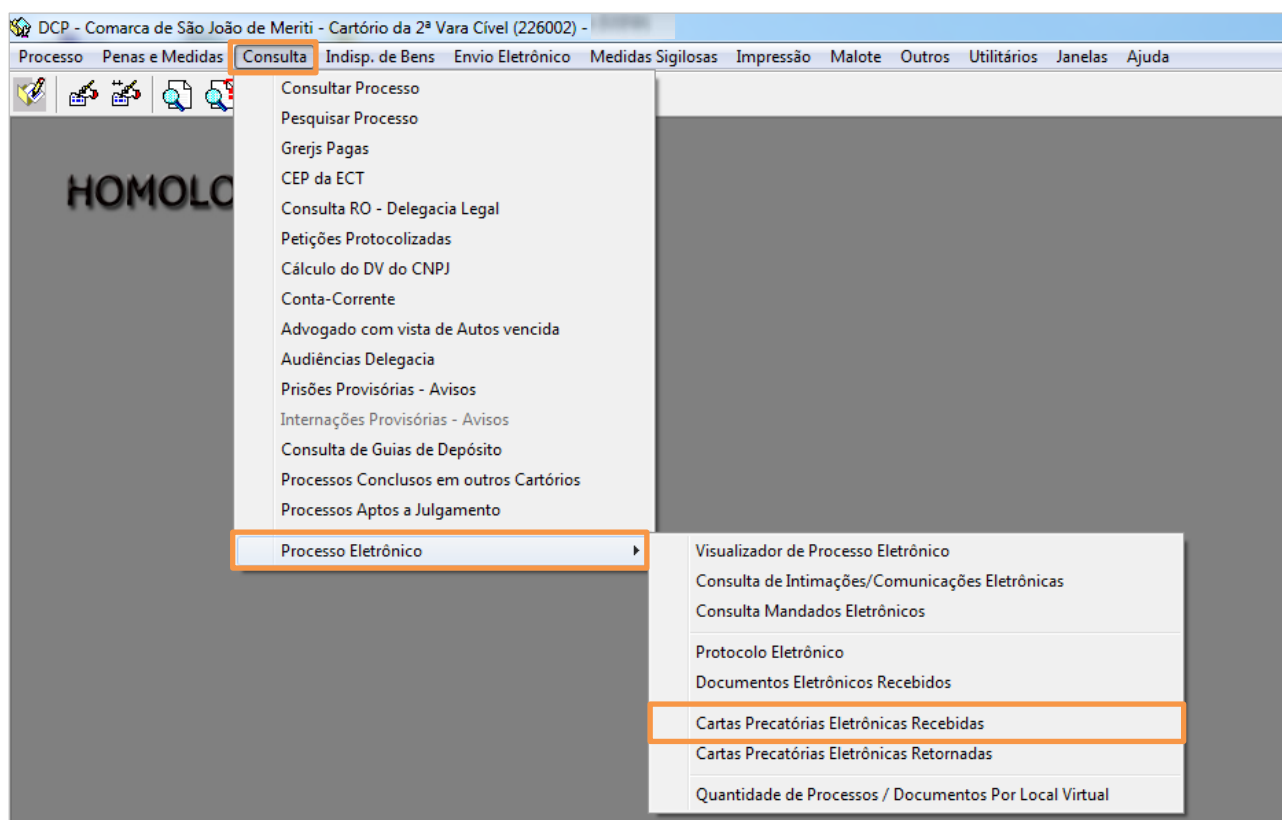 DCP - Comarca de São João de Meriti - Cartório da 2ª Vara Cível (226002) -
Processo Penas e Medidas Consulta Indisp. de Bens Envio Eletrônico Medidas Sigilosas Impressão Malote Outros Utilitários Janelas Ajuda
Consultar Processo
Pesquisar Processo
Grerjs Pagas
CEP da ECT
HOMOLO
Consulta RO - Delegacia Legal
Petições Protocolizadas
Cálculo do DV do CNPJ
Conta-Corrente
Advogado com vista de Autos vencida
Audiências Delegacia
Prisões Provisórias - Avisos
Internações Provisórias - Avisos
Consulta de Guias de Depósito
Processos Conclusos em outros Cartórios
Processos Aptos a Julgamento
Processo Eletrônico
Visualizador de Processo Eletrônico
Consulta de Intimações/Comunicações Eletrônicas
Consulta Mandados Eletrônicos
Protocolo Eletrônico
Documentos Eletrônicos Recebidos
Cartas Precatórias Eletrônicas Recebidas
Cartas Precatórias Eletrônicas Retornadas
Quantidade de Processos / Documentos Por Local Virtual